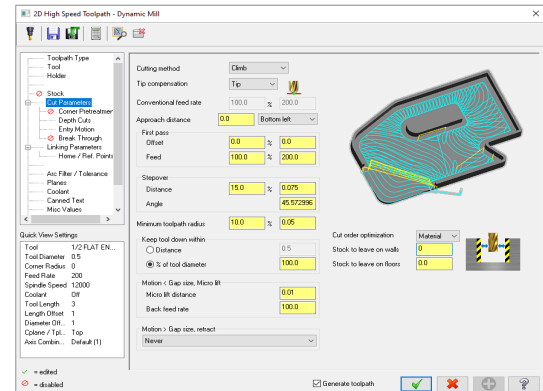 2D High Speed Toolpath - Dynamic Mill
Toolpath Type
Tool
Holder
Stock
Cut Parameters
Corner Pretreatmer
Depth Cuts
Entry Motion
Break Through
Linking Parameters
Home / Ref. Points
Arc Filter / Tolerance
Planes
Coolant
Canned Text
Misc Values
Quick View Settings
Tool 1/2 FLAT EN...
Tool Diameter 0.5
Corner Radius 0
Feed Rate 200
Spindle Speed 12000
Coolant Off
Tool Length 3
Length Offset 1
Diameter Off... 1
Cplane / Tpl... Top
Axis Combin... Default (1)
= edited
= disabled
Cutting method Climb
Tip compensation Tip
Conventional feed rate 100.0 % 200.0
Approach distance 0.0 Bottom left
First pass
Offset 0.0 % 0.0
Feed 100.0 % 200.0
Stepover
Distance 15.0 % 0.075
Angle 45.572996
Minimum toolpath radius 10.0 % 0.05
Keep tool down within
Distance 0.5
% of tool diameter 100.0
Motion < Gap size, Micro lift
Micro lift distance 0.01
Back feed rate 100.0
Motion > Gap size, retract
Never
Cut order optimization Material
Stock to leave on walls 0
Stock to leave on floors 0.0
Generate toolpath